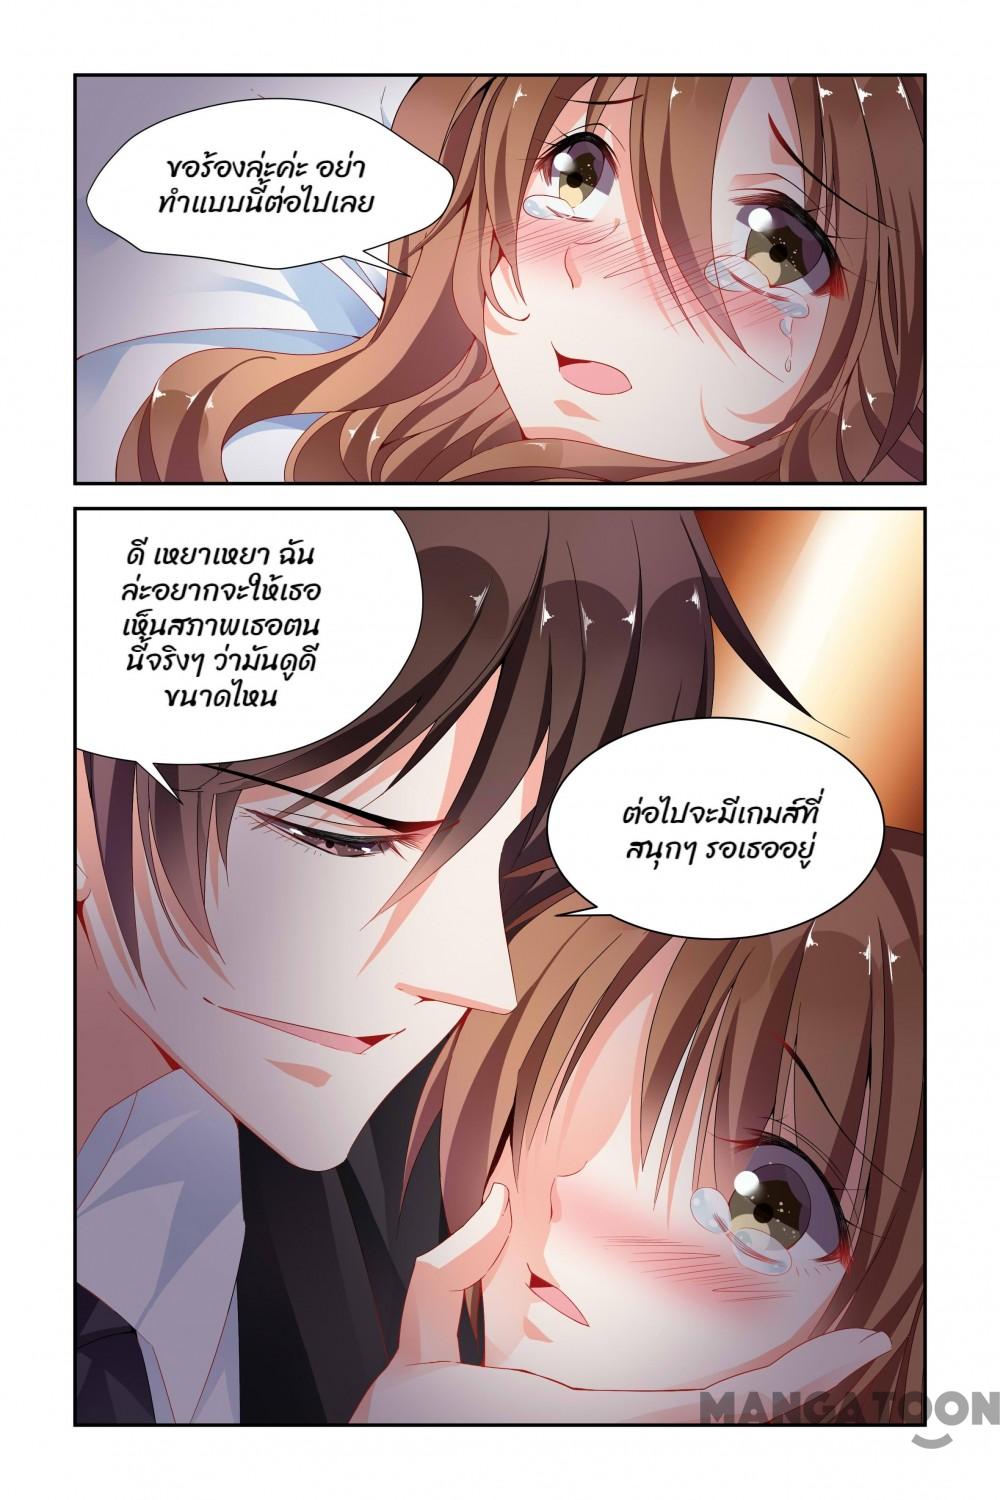 ขอร้องล่ะค่ะ อย่า
ทำแบบนี้ต่อไปเลย
ดี เหยาเหยา ฉัน
ล่ะอยากจะให้เธอ
เห็นสภาพเธอตน
นี้จริงๆ ว่ามันดูดี
ขนาดไหน
ต่อไปจะมีเกมส์ที่
สนุกๆ รอเธออยู่
MANGATOON